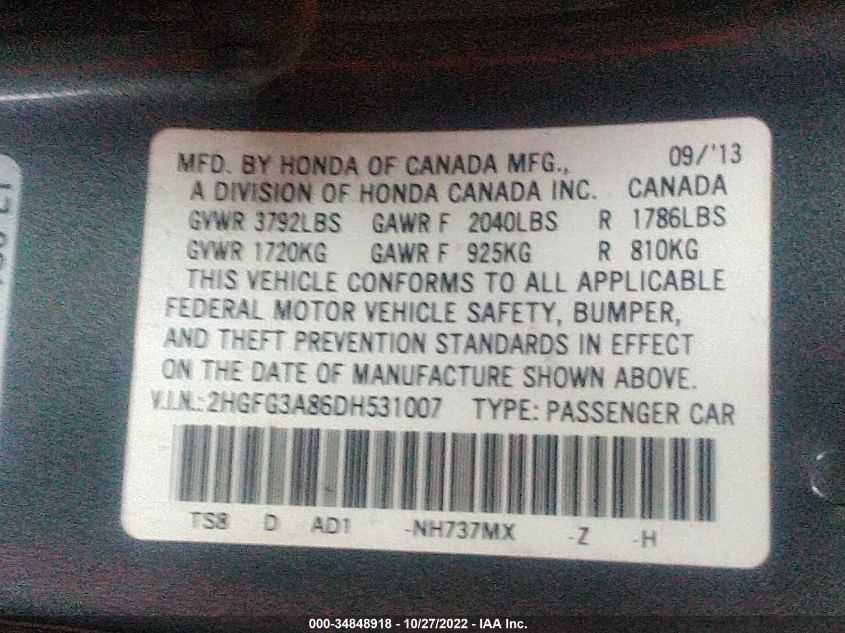 MFD. BY HONDA OF CANADA MFG., 09/'13
A DIVISION OF HONDA CANADA INC. CANADA
GVWR 3792LBS GAWR F 2040LBS R 1786LBS
GVWR 1720KG GAWR F 925KG R 810KG
THIS VEHICLE CONFORMS TO ALL APPLICABLE
FEDERAL MOTOR VEHICLE SAFETY, BUMPER,
AND THEFT PREVENTION STANDARDS IN EFFECT
ON THE DATE OF MANUFACTURE SHOWN ABOVE.
V.I.N.: 2HGFG3A86DH531007 TYPE: PASSENGER CAR
TS8 D AD1 -NH737MX -Z -H
000-34848918 - 10/27/2022 - IAA Inc.